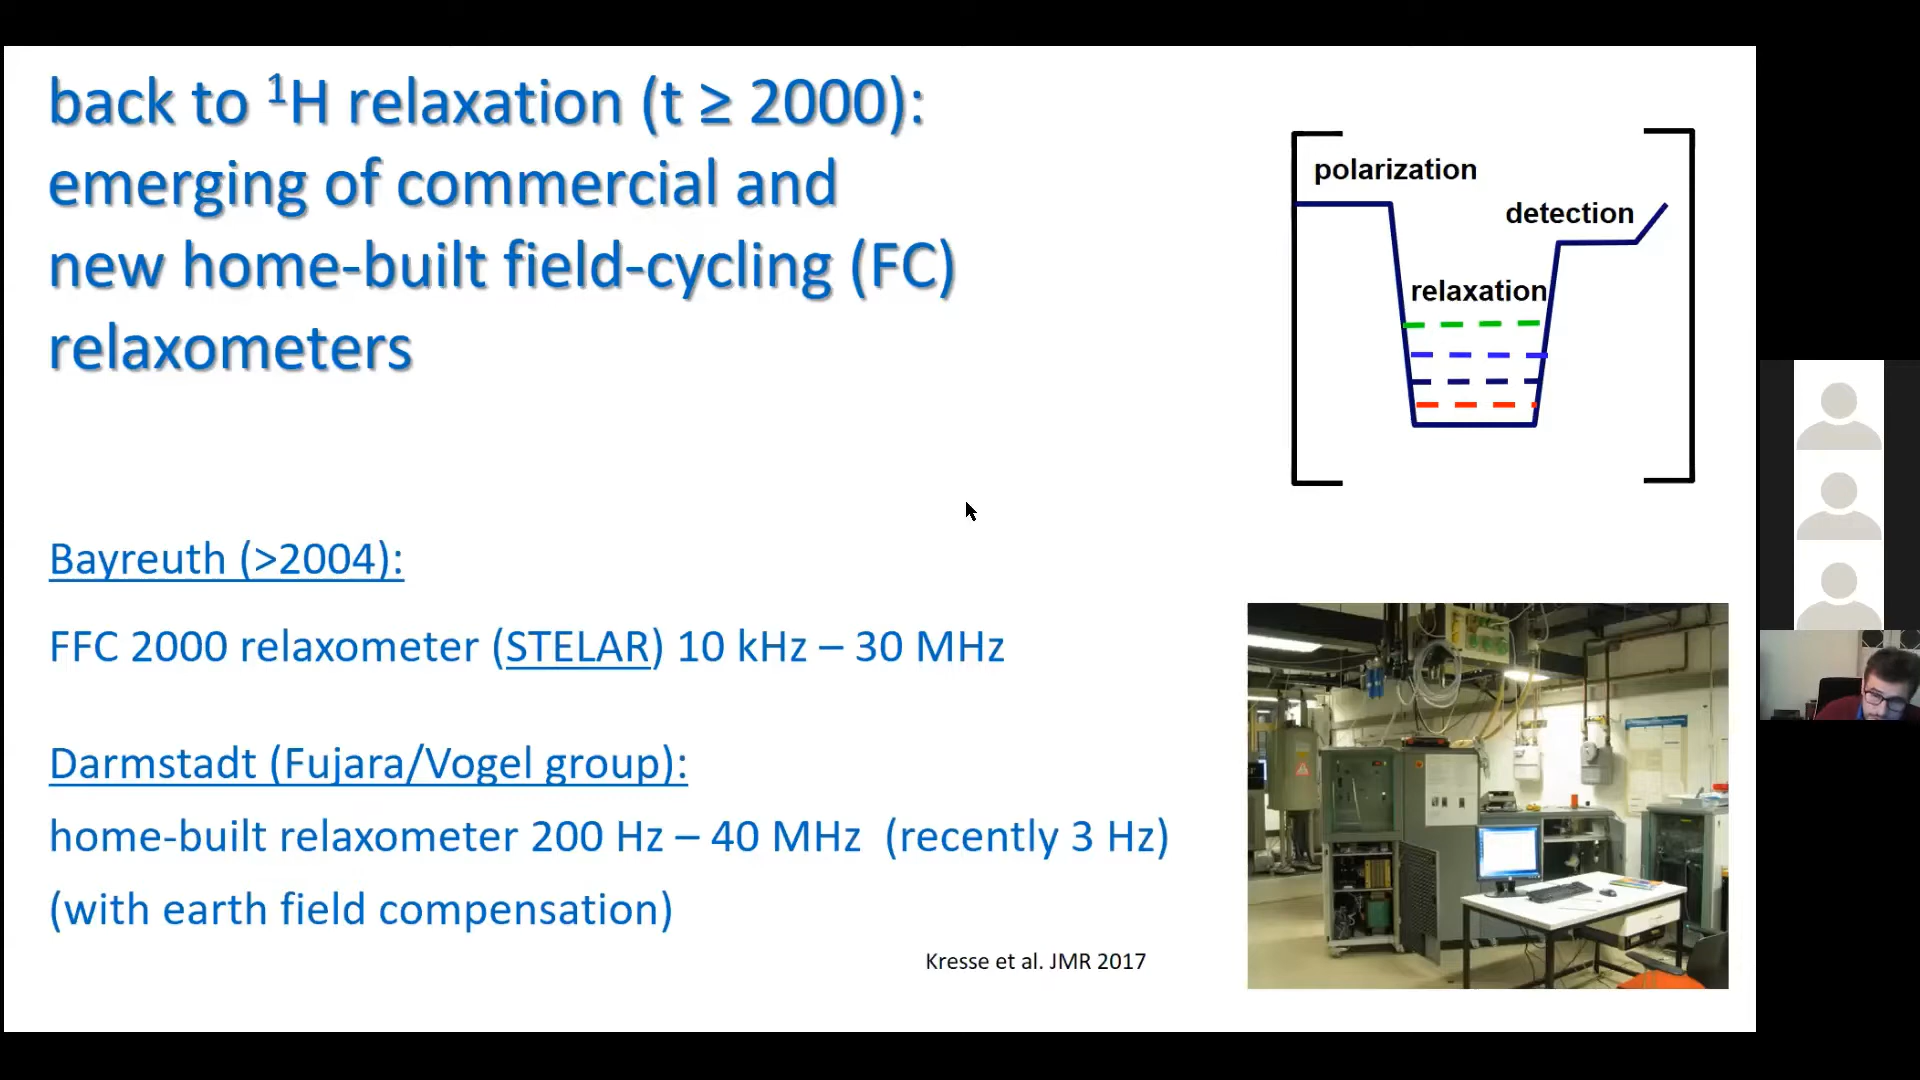 back to ¹H relaxation (t ≥ 2000):
emerging of commercial and
new home-built field-cycling (FC)
relaxometers
polarization
detection
relaxation
Bayreuth (>2004):
FFC 2000 relaxometer (STELAR) 10 kHz – 30 MHz
Darmstadt (Fujara/Vogel group):
home-built relaxometer 200 Hz – 40 MHz (recently 3 Hz)
(with earth field compensation)
Kresse et al. JMR 2017